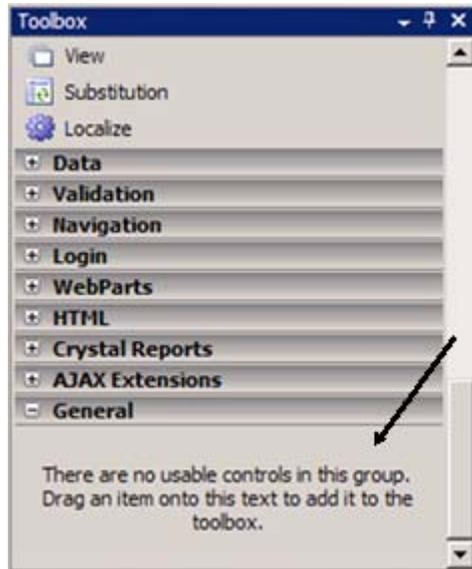 Toolbox
View
Substitution
Localize
Data
Validation
Navigation
Login
WebParts
HTML
Crystal Reports
AJAX Extensions
General
There are no usable controls in this group.
Drag an item onto this text to add it to the
toolbox.